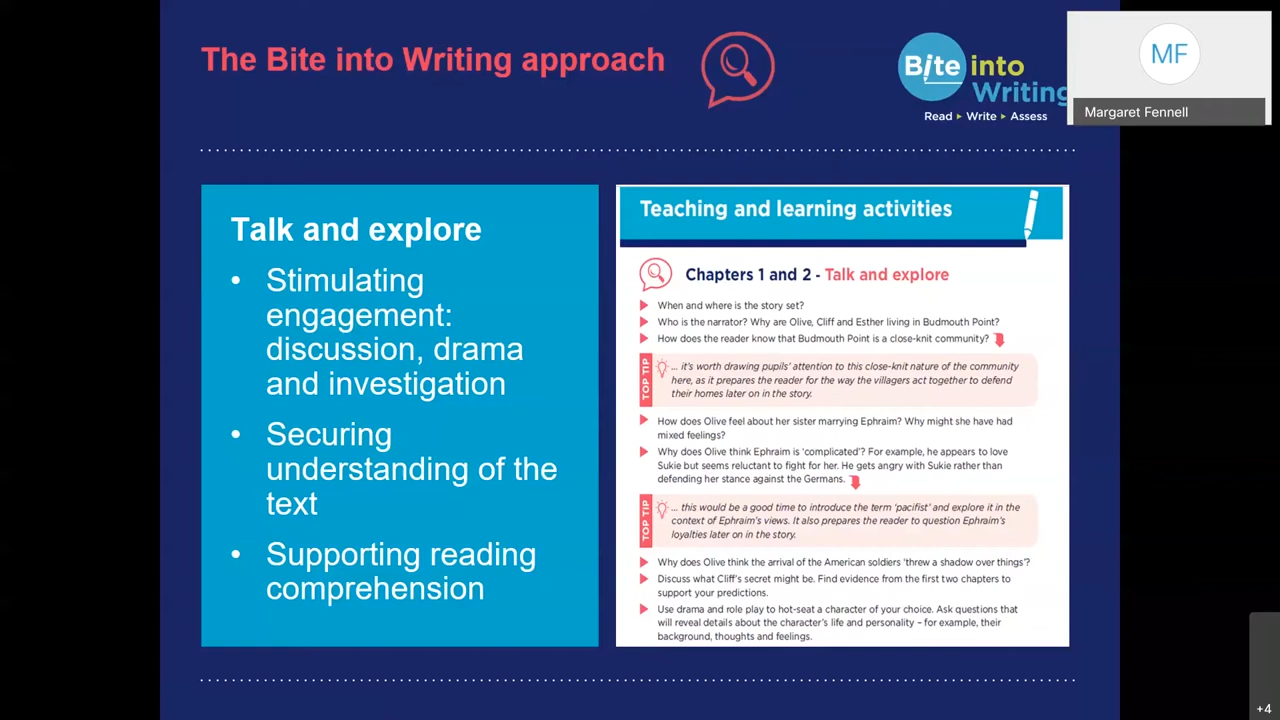 The Bite into Writing approach
Bite into
Writing
Read ▸ Write ▸ Assess
MF
Margaret Fennell
Talk and explore
• Stimulating
engagement:
discussion, drama
and investigation
• Securing
understanding of the
text
• Supporting reading
comprehension
Teaching and learning activities
Chapters 1 and 2 - Talk and explore
When and where is the story set?
Who is the narrator? Why are Olive, Cliff and Esther living in Budmouth Point?
How does the reader know that Budmouth Point is a close-knit community?
TOP TIP
... it's worth drawing pupils' attention to this close-knit nature of the community
here, as it prepares the reader for the way the villagers act together to defend
their homes later on in the story.
How does Olive feel about her sister marrying Ephraim? Why might she have had
mixed feelings?
Why does Olive think Ephraim is 'complicated'? For example, he appears to love
Sukie but seems reluctant to fight for her. He gets angry with Sukie rather than
defending her stance against the Germans.
TOP TIP
... this would be a good time to introduce the term 'pacifist' and explore it in the
context of Ephraim's views. It also prepares the reader to question Ephraim's
loyalties later on in the story.
Why does Olive think the arrival of the American soldiers 'threw a shadow over things'?
Discuss what Cliff's secret might be. Find evidence from the first two chapters to
support your predictions.
Use drama and role play to hot-seat a character of your choice. Ask questions that
will reveal details about the character's life and personality – for example, their
background, thoughts and feelings.
+4